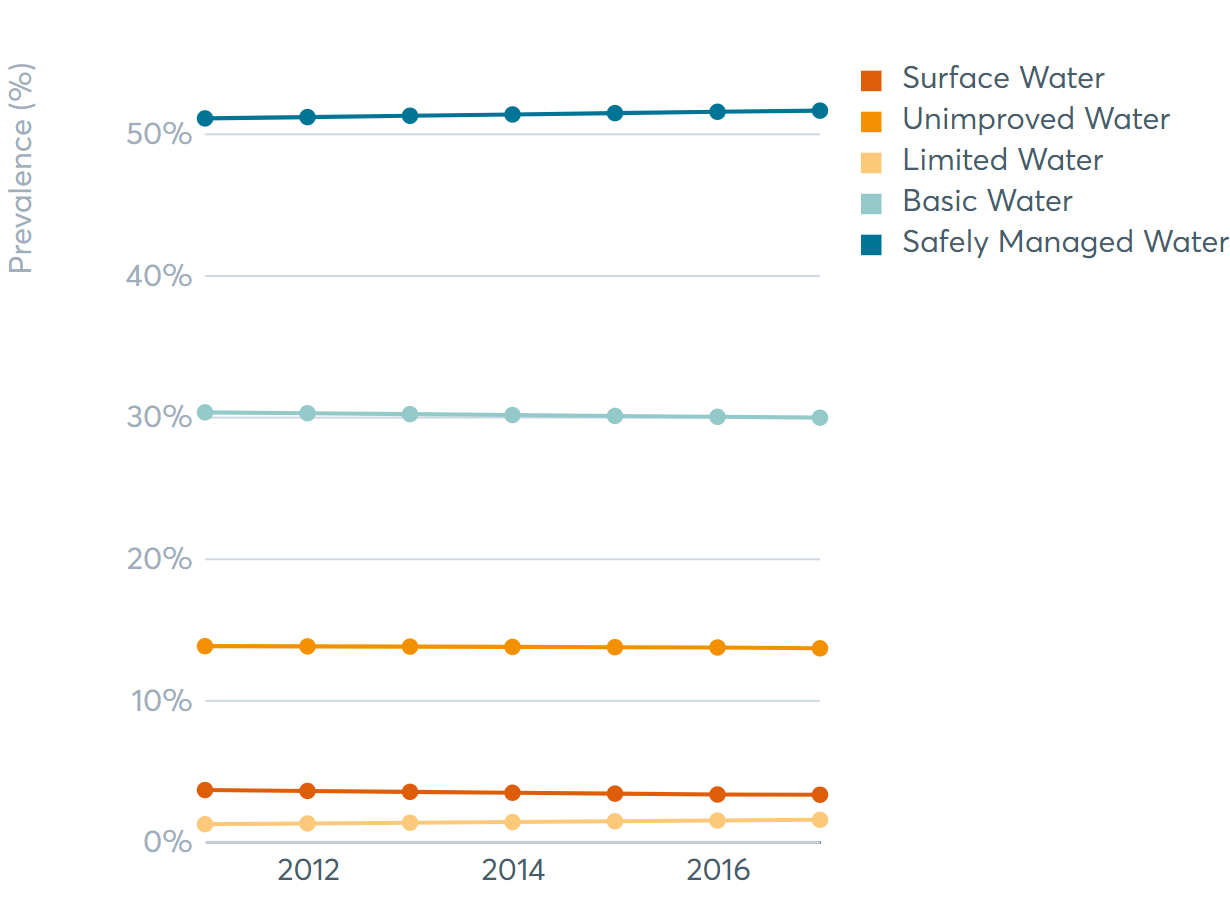 Prevalence (%)
50%
40%
30%
20%
10%
0%
2012
2014
2016
Surface Water
Unimproved Water
Limited Water
Basic Water
Safely Managed Water